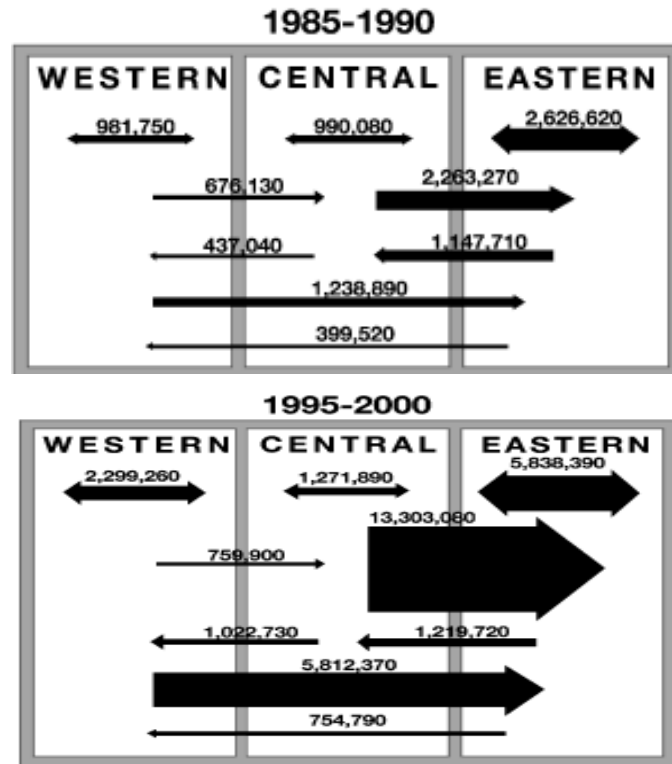 1985-1990
WESTERN CENTRAL EASTERN
981,750 990,080 2,626,620
676,130 2,263,270
437,040 1,147,710
1,238,890
399,520
1995-2000
WESTERN CENTRAL EASTERN
2,299,260 1,271,890 5,838,390
13,303,080
759,900
1,022,730 1,219,720
5,812,370
754,790